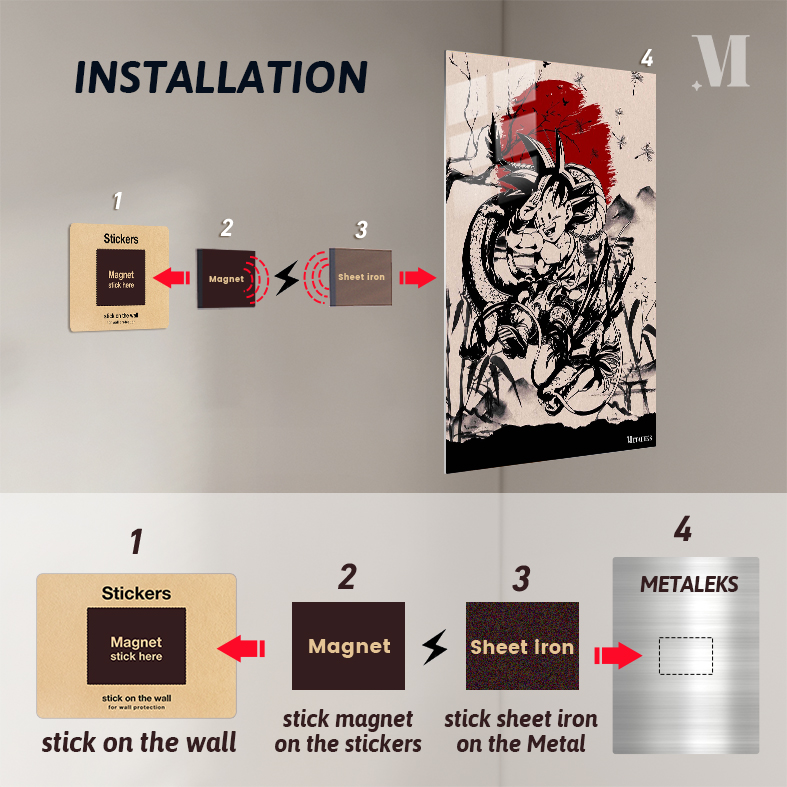 INSTALLATION
M
4
1
2
3
Stickers
Magnet
stick here
stick on the wall
for wall protection
Magnet
Sheet iron
METALEKS
1
2
3
4
Stickers
Magnet
stick here
stick on the wall
for wall protection
Magnet
Sheet iron
METALEKS
stick on the wall
stick magnet
on the stickers
stick sheet iron
on the Metal